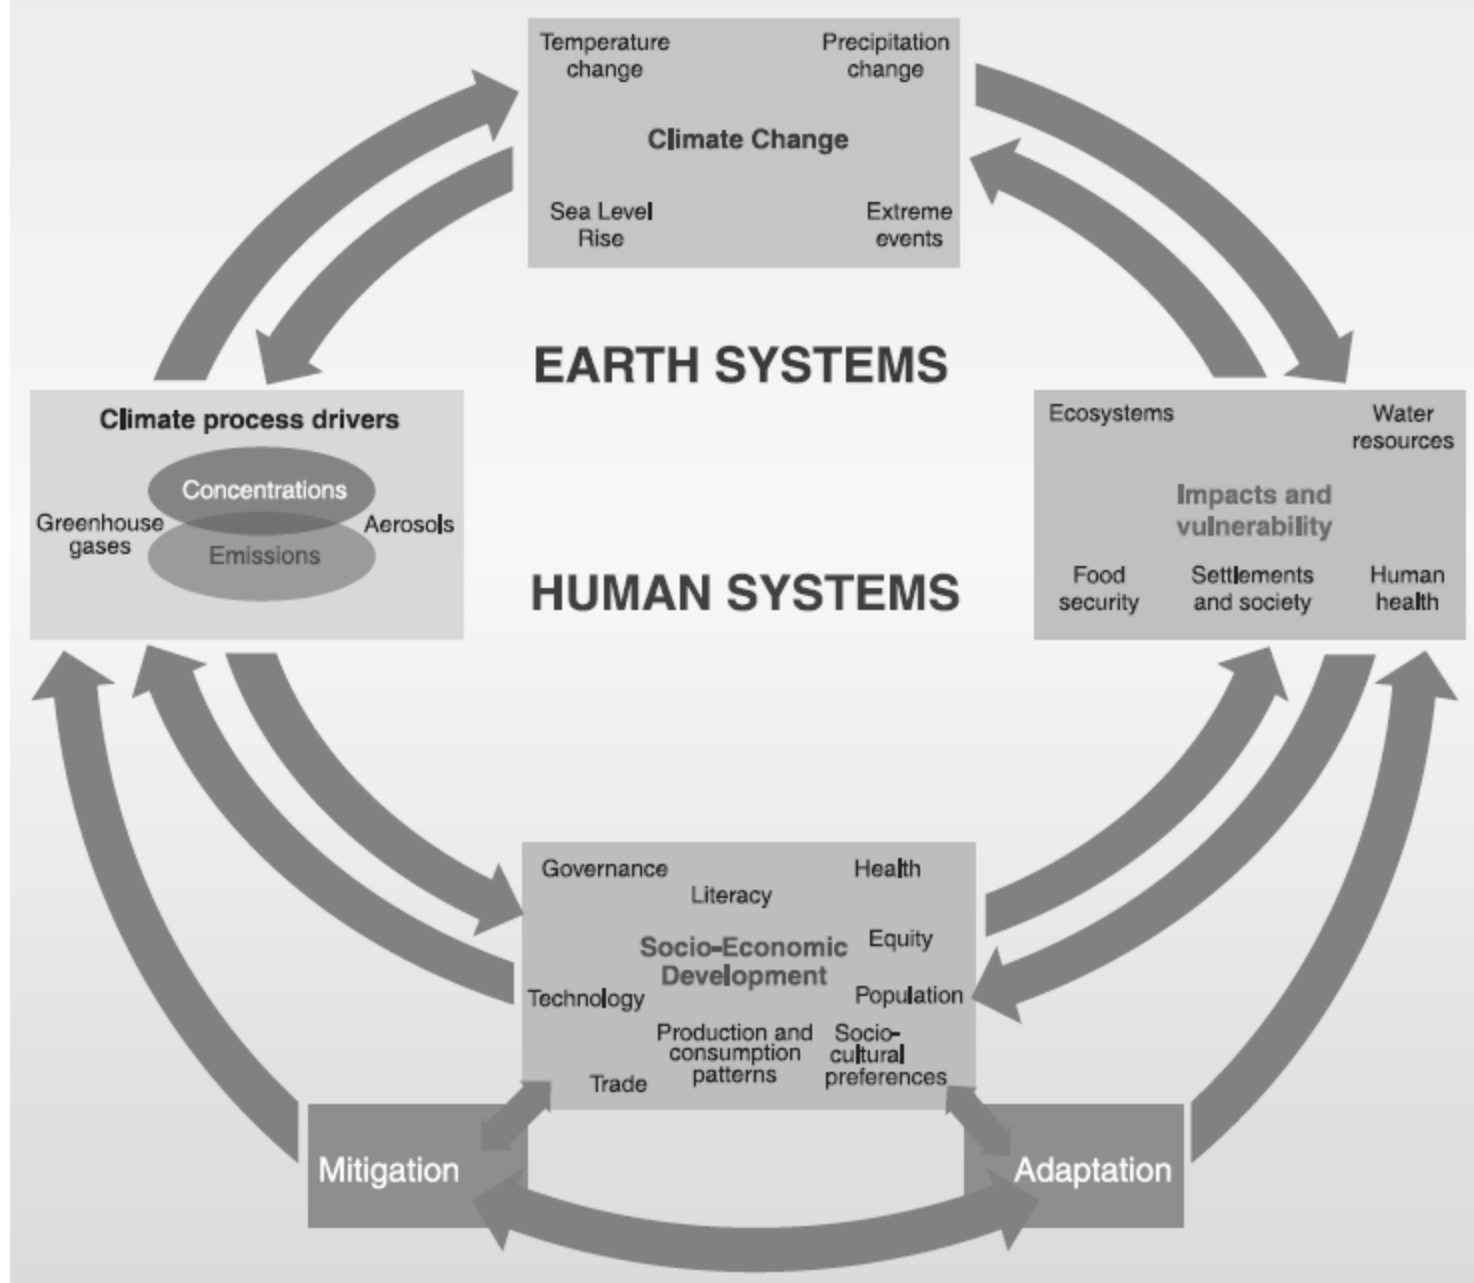 Temperature
change
Precipitation
change
Climate Change
Sea Level
Rise
Extreme
events
EARTH SYSTEMS
Climate process drivers
Concentrations
Greenhouse
gases
Aerosols
Emissions
Ecosystems
Water
resources
Impacts and
vulnerability
Food
security
Settlements
and society
Human
health
HUMAN SYSTEMS
Governance
Literacy
Health
Socio-Economic
Development
Equity
Technology
Population
Production and
consumption
patterns
Socio-
cultural
preferences
Trade
Mitigation
Adaptation